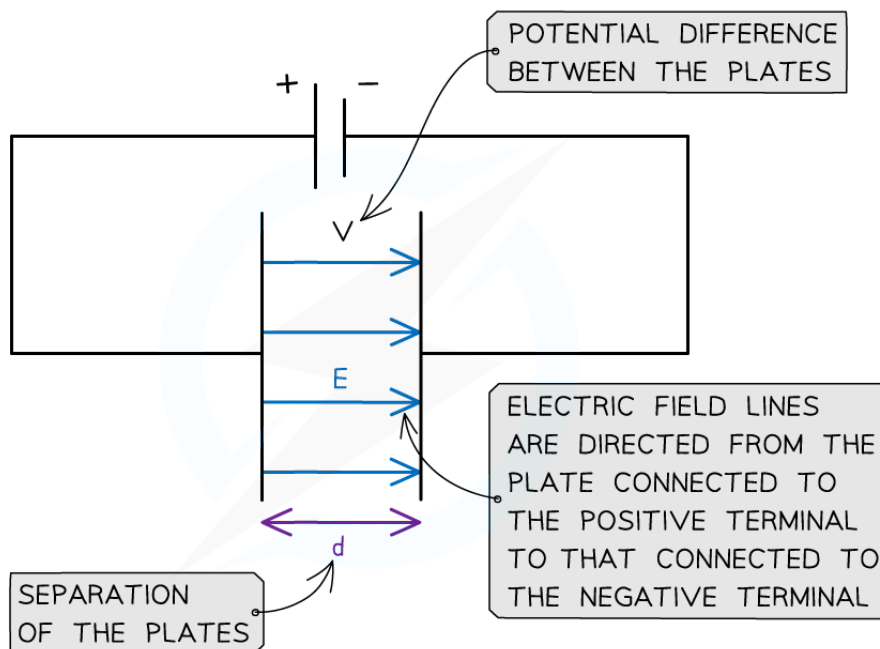 POTENTIAL DIFFERENCE
BETWEEN THE PLATES
+ -
V
E
ELECTRIC FIELD LINES
ARE DIRECTED FROM THE
PLATE CONNECTED TO
THE POSITIVE TERMINAL
TO THAT CONNECTED TO
THE NEGATIVE TERMINAL
d
SEPARATION
OF THE PLATES